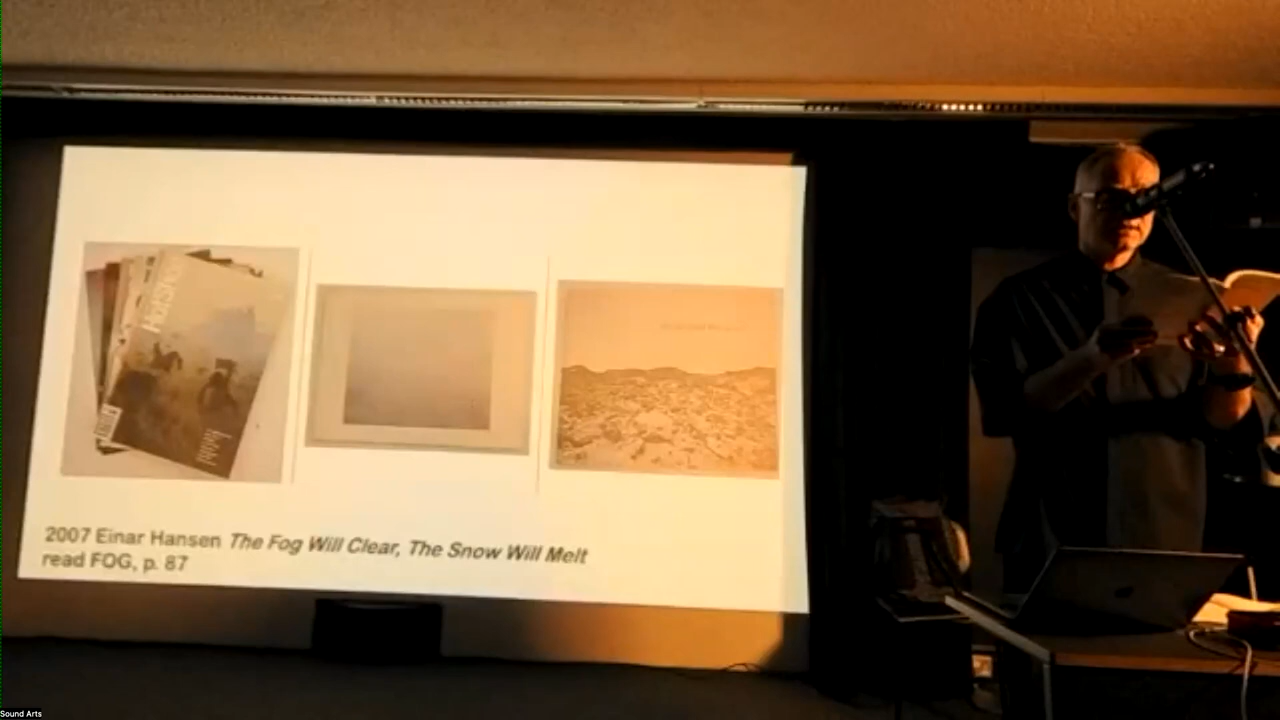 2007 Einar Hansen The Fog Will Clear, The Snow Will Melt
read FOG, p. 87
Sound Arts